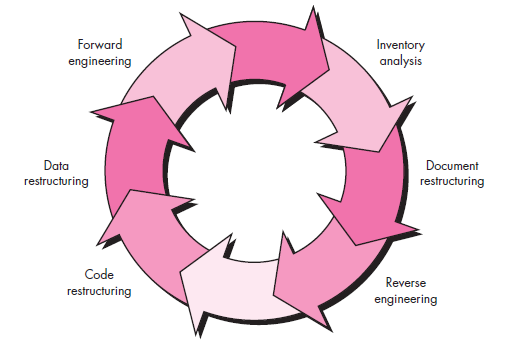 Forward
engineering
Inventory
analysis
Data
restructuring
Document
restructuring
Code
restructuring
Reverse
engineering